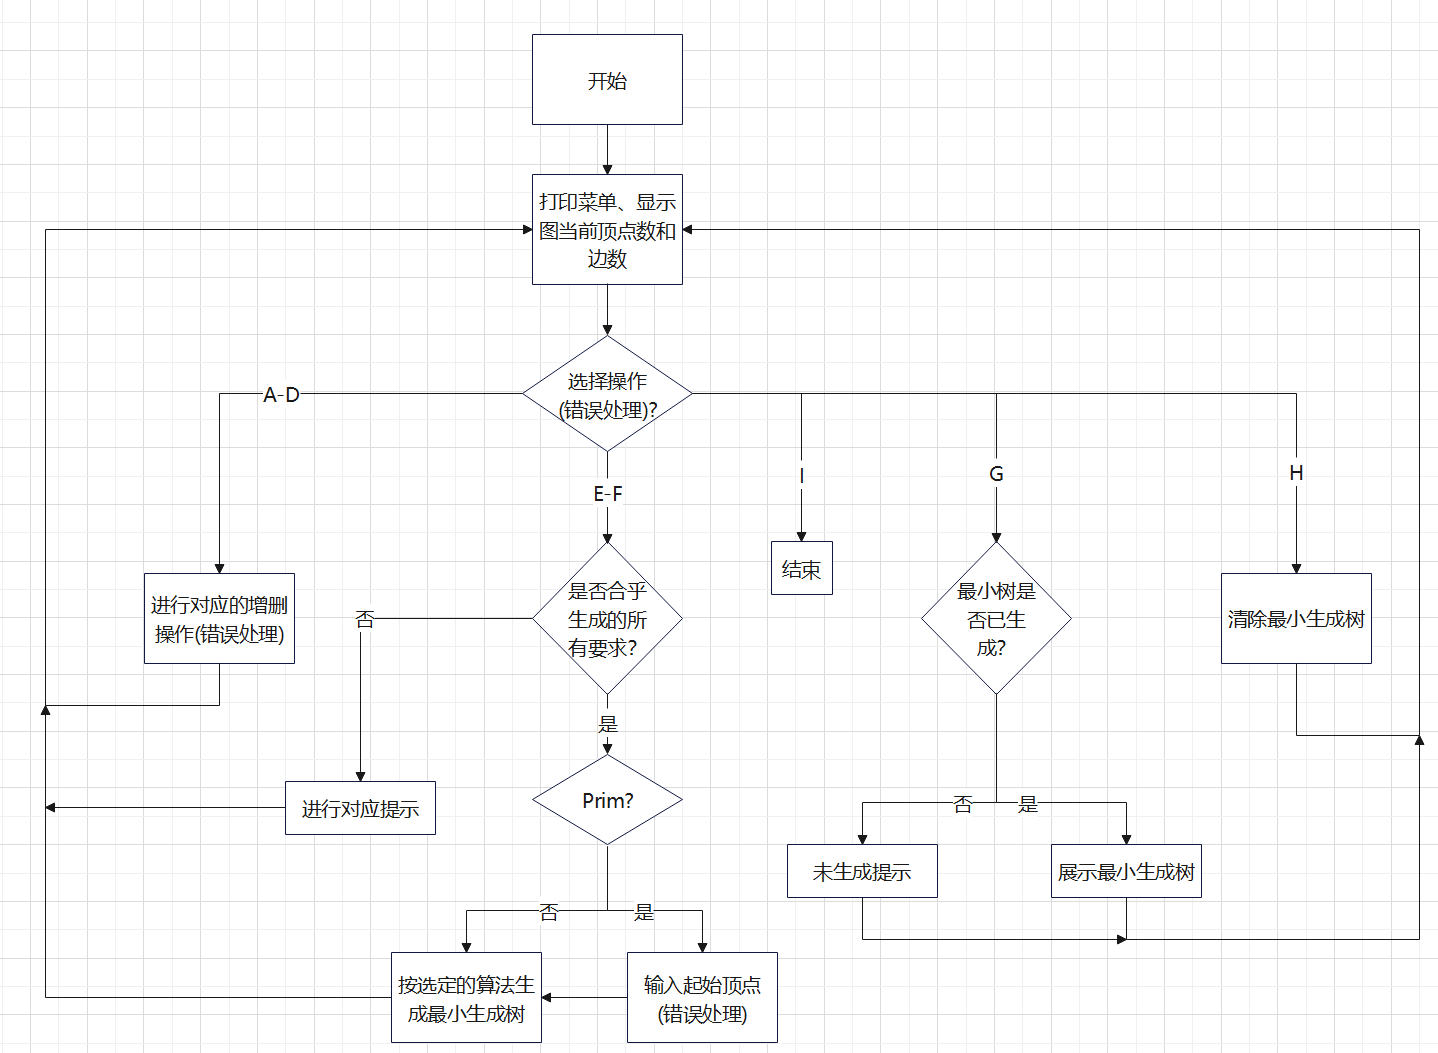 开始
打印菜单、显示
图当前顶点数和
边数
选择操作
(错误处理)?
A-D
E-F
I
G
H
结束
进行对应的增删
操作(错误处理)
否
是否合乎
生成的所
有要求?
最小树是
否已生
成?
清除最小生成树
是
进行对应提示
Prim?
否
是
未生成提示
展示最小生成树
否
是
按选定的算法生
成最小生成树
输入起始顶点
(错误处理)